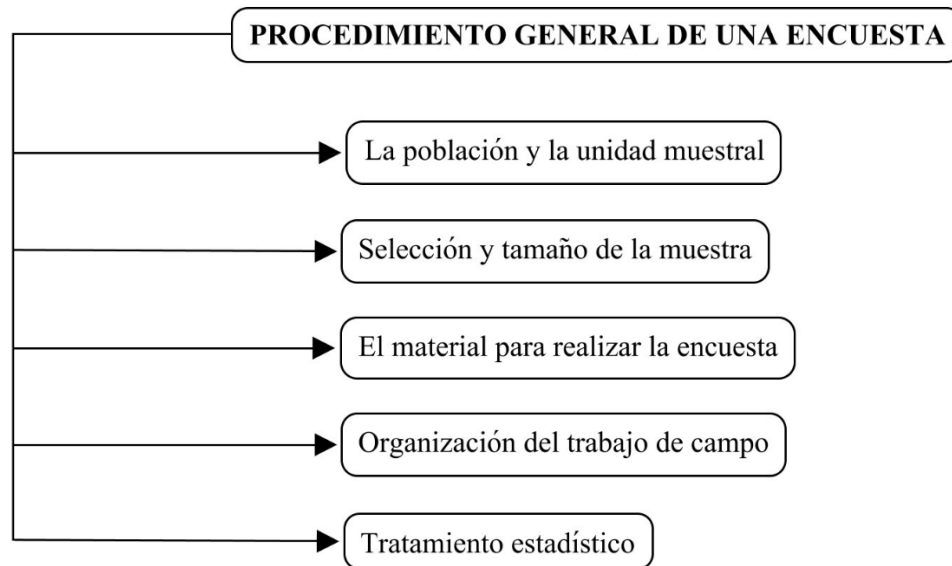 PROCEDIMIENTO GENERAL DE UNA ENCUESTA
La población y la unidad muestral
Selección y tamaño de la muestra
El material para realizar la encuesta
Organización del trabajo de campo
Tratamiento estadístico